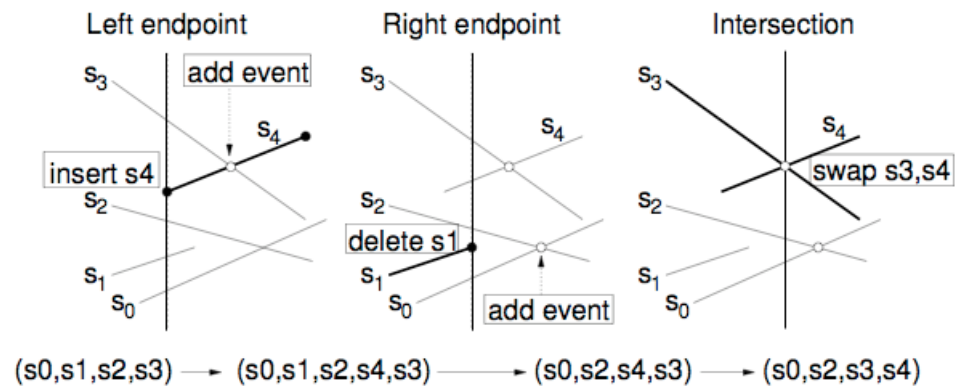 Left endpoint
Right endpoint
Intersection
s3
add event
s4
insert s4
s2
s1
s0
s3
s4
s2
delete s1
s1
s0
add event
s3
s4
swap s3,s4
s2
s1
s0
(s0,s1,s2,s3) → (s0,s1,s2,s4,s3) → (s0,s2,s4,s3) → (s0,s2,s3,s4)